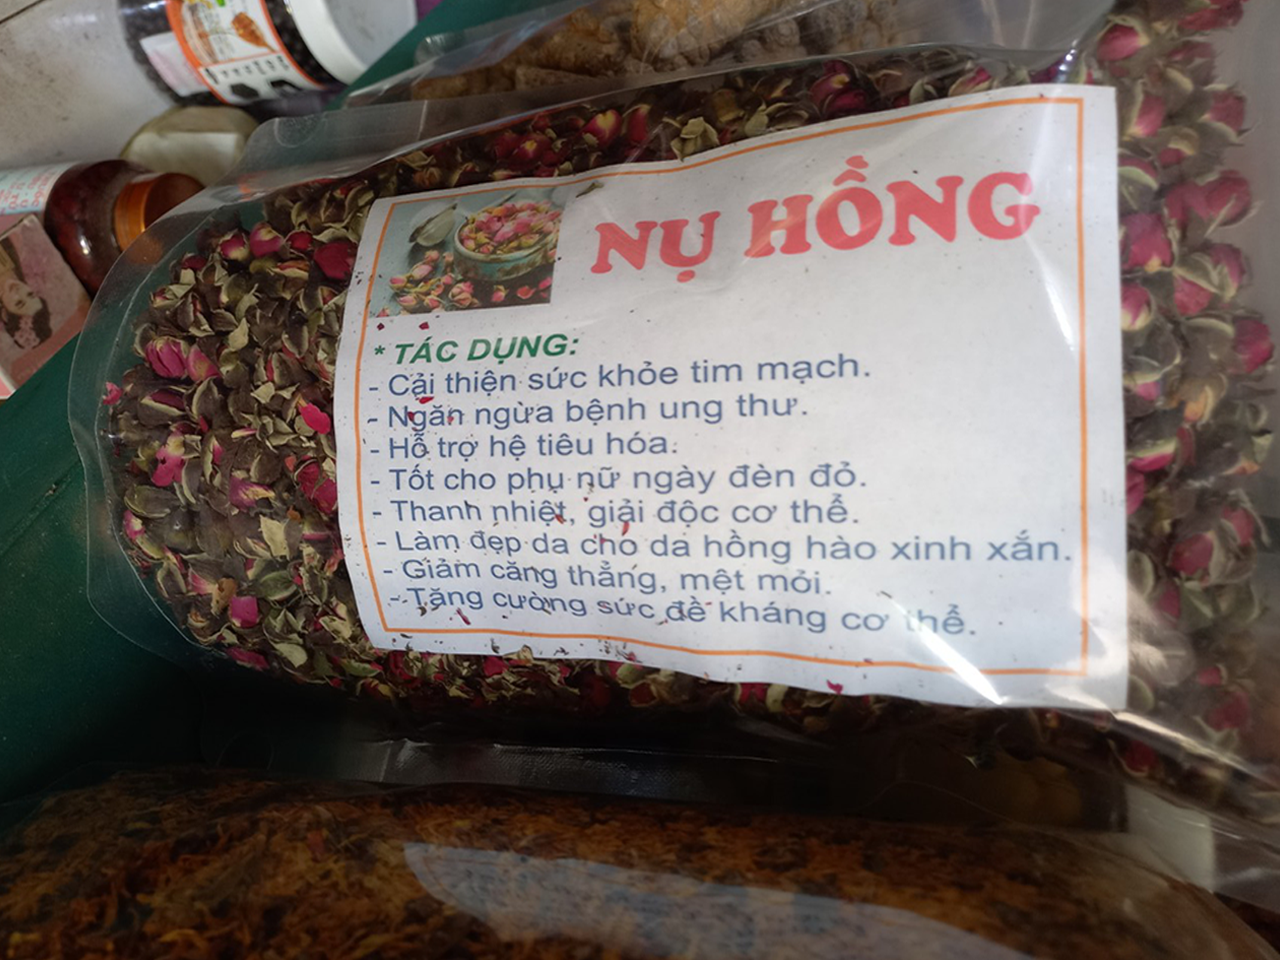 NỤ HỒNG
* TÁC DỤNG:
- Cải thiện sức khỏe tim mạch.
- Ngăn ngừa bệnh ung thư.
- Hỗ trợ hệ tiêu hóa.
- Tốt cho phụ nữ ngày đèn đỏ.
- Thanh nhiệt, giải độc cơ thể.
- Làm đẹp da cho da hồng hào xinh xắn.
- Giảm căng thẳng, mệt mỏi.
- Tăng cường sức đề kháng cơ thể.